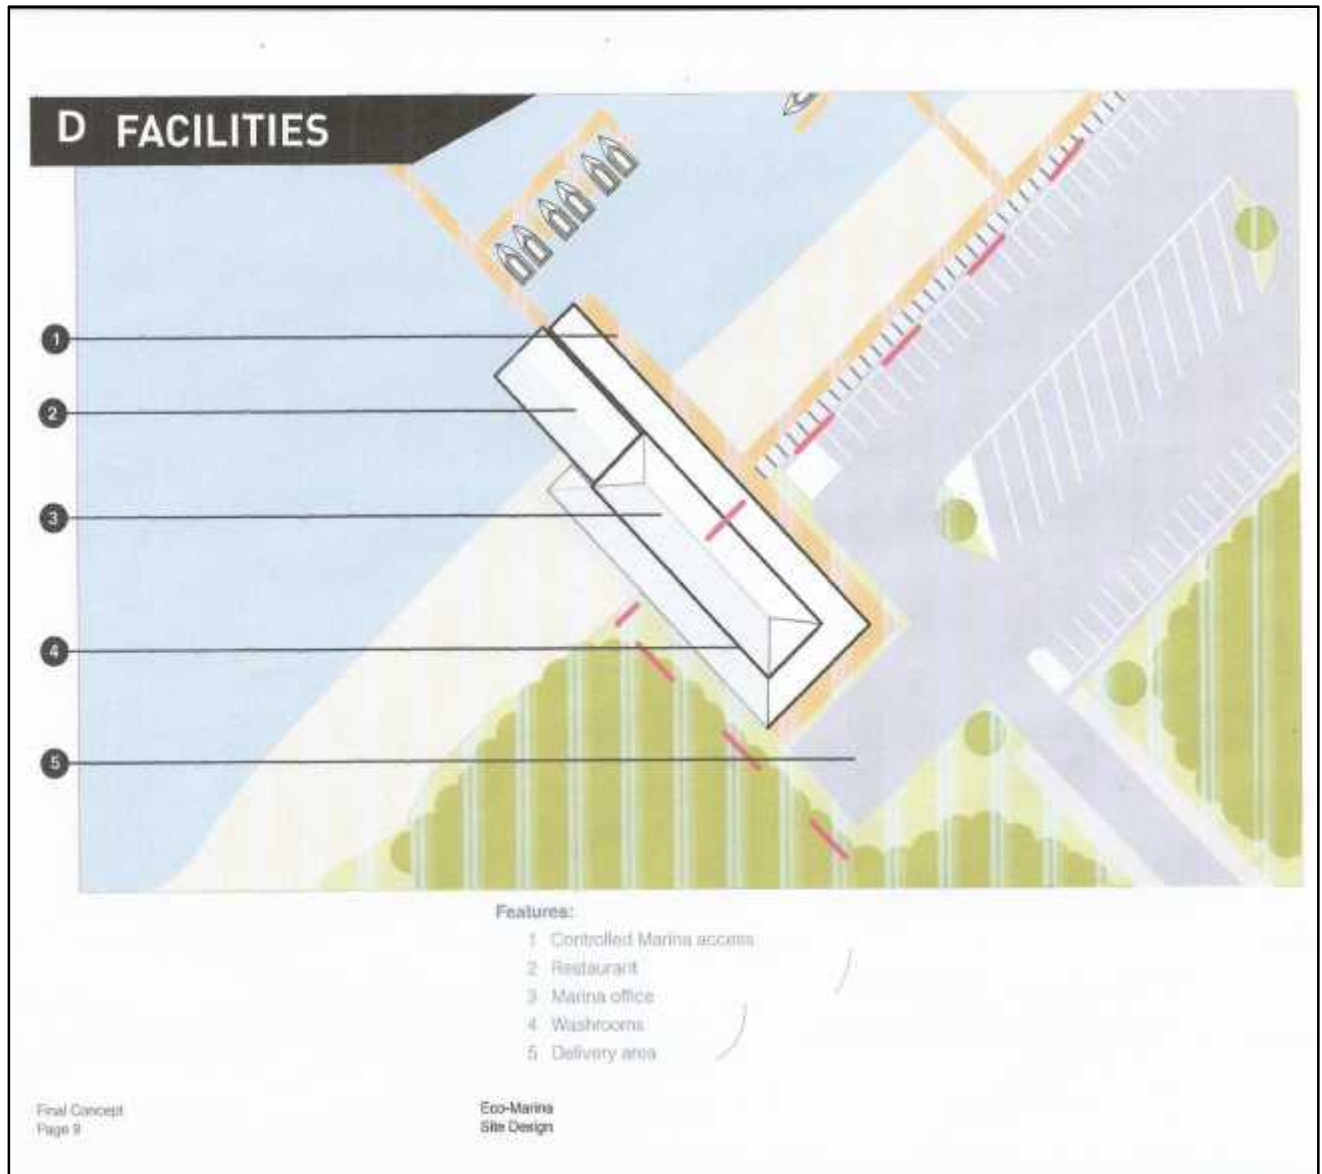 D FACILITIES
1
2
3
4
5
Features:
1 Controlled Marina access
2 Restaurant
3 Marina office
4 Washrooms
5 Delivery area
Final Concept
Page 9
Eco-Marina
Site Design